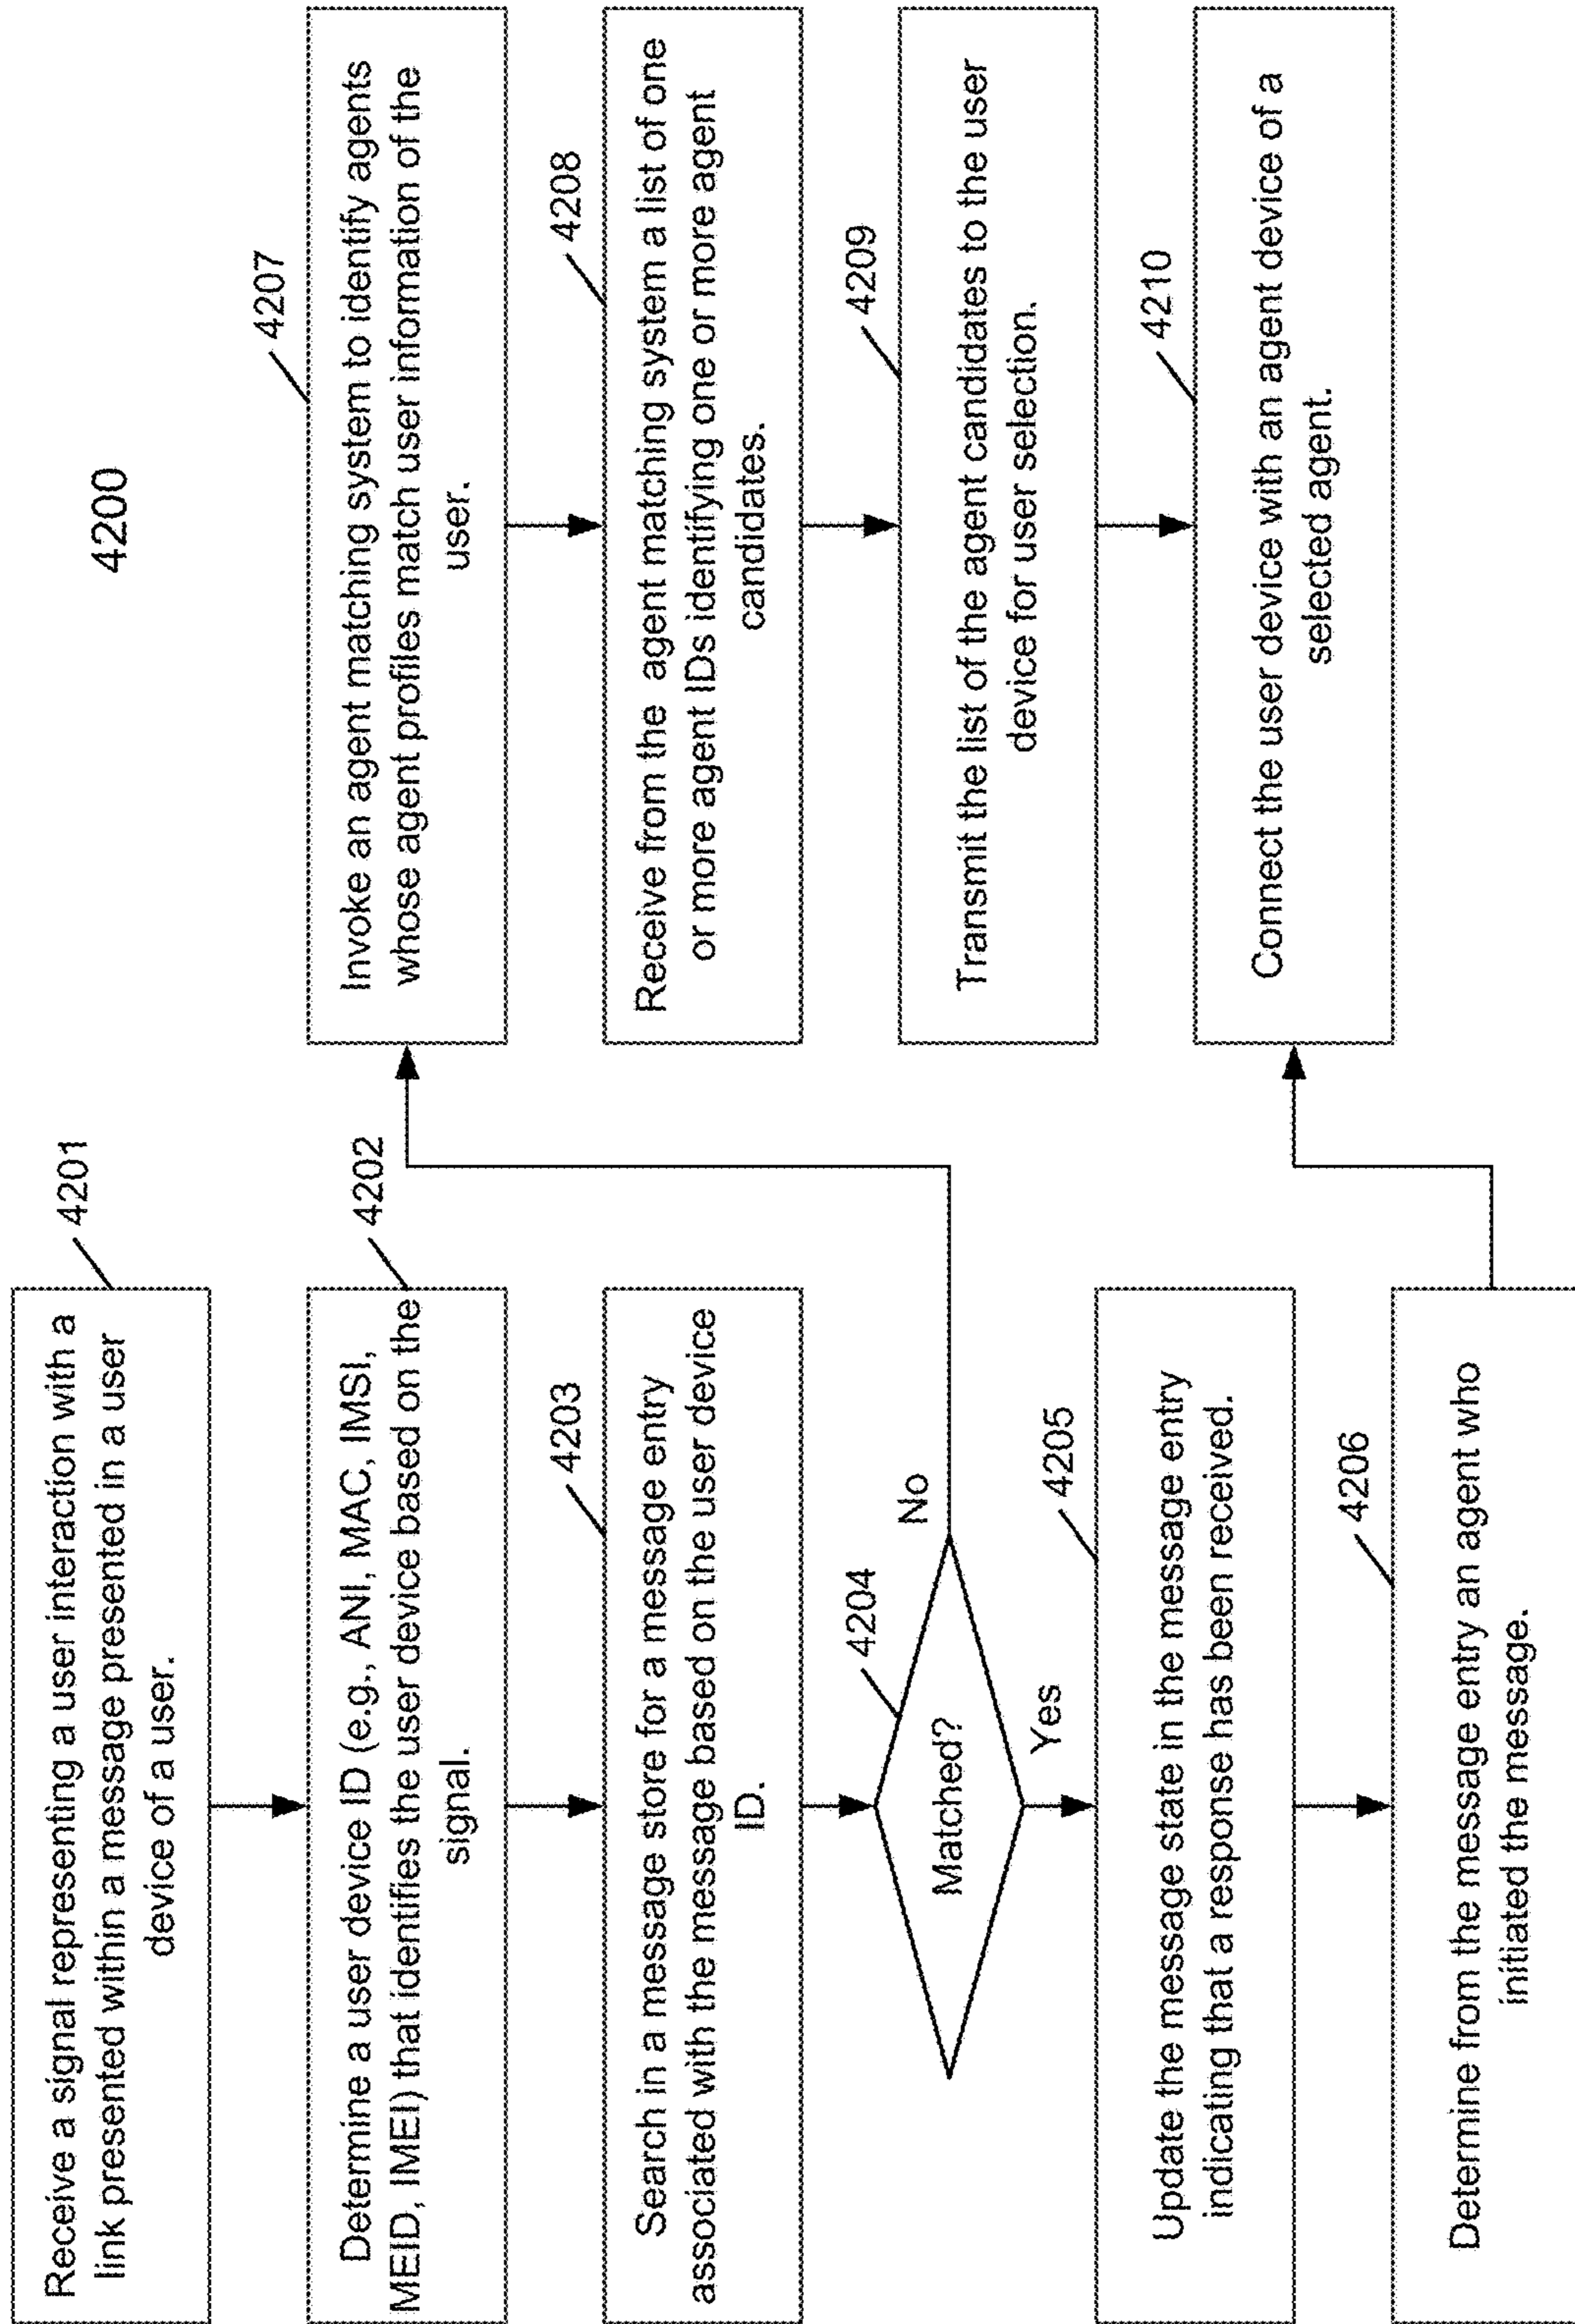 4200
4201
Receive a signal representing a user interaction with a
link presented within a message presented in a user
device of a user.
4202
Determine a user device ID (e.g., ANI, MAC, IMSI,
MEID, IMEI) that identifies the user device based on the
signal.
4203
Search in a message store for a message entry
associated with the message based on the user device
ID.
4204
Matched?
No
Yes
4205
Update the message state in the message entry
indicating that a response has been received.
4206
Determine from the message entry an agent who
initiated the message.
4207
Invoke an agent matching system to identify agents
whose agent profiles match user information of the
user.
4208
Receive from the agent matching system a list of one
or more agent IDs identifying one or more agent
candidates.
4209
Transmit the list of the agent candidates to the user
device for user selection.
4210
Connect the user device with an agent device of a
selected agent.